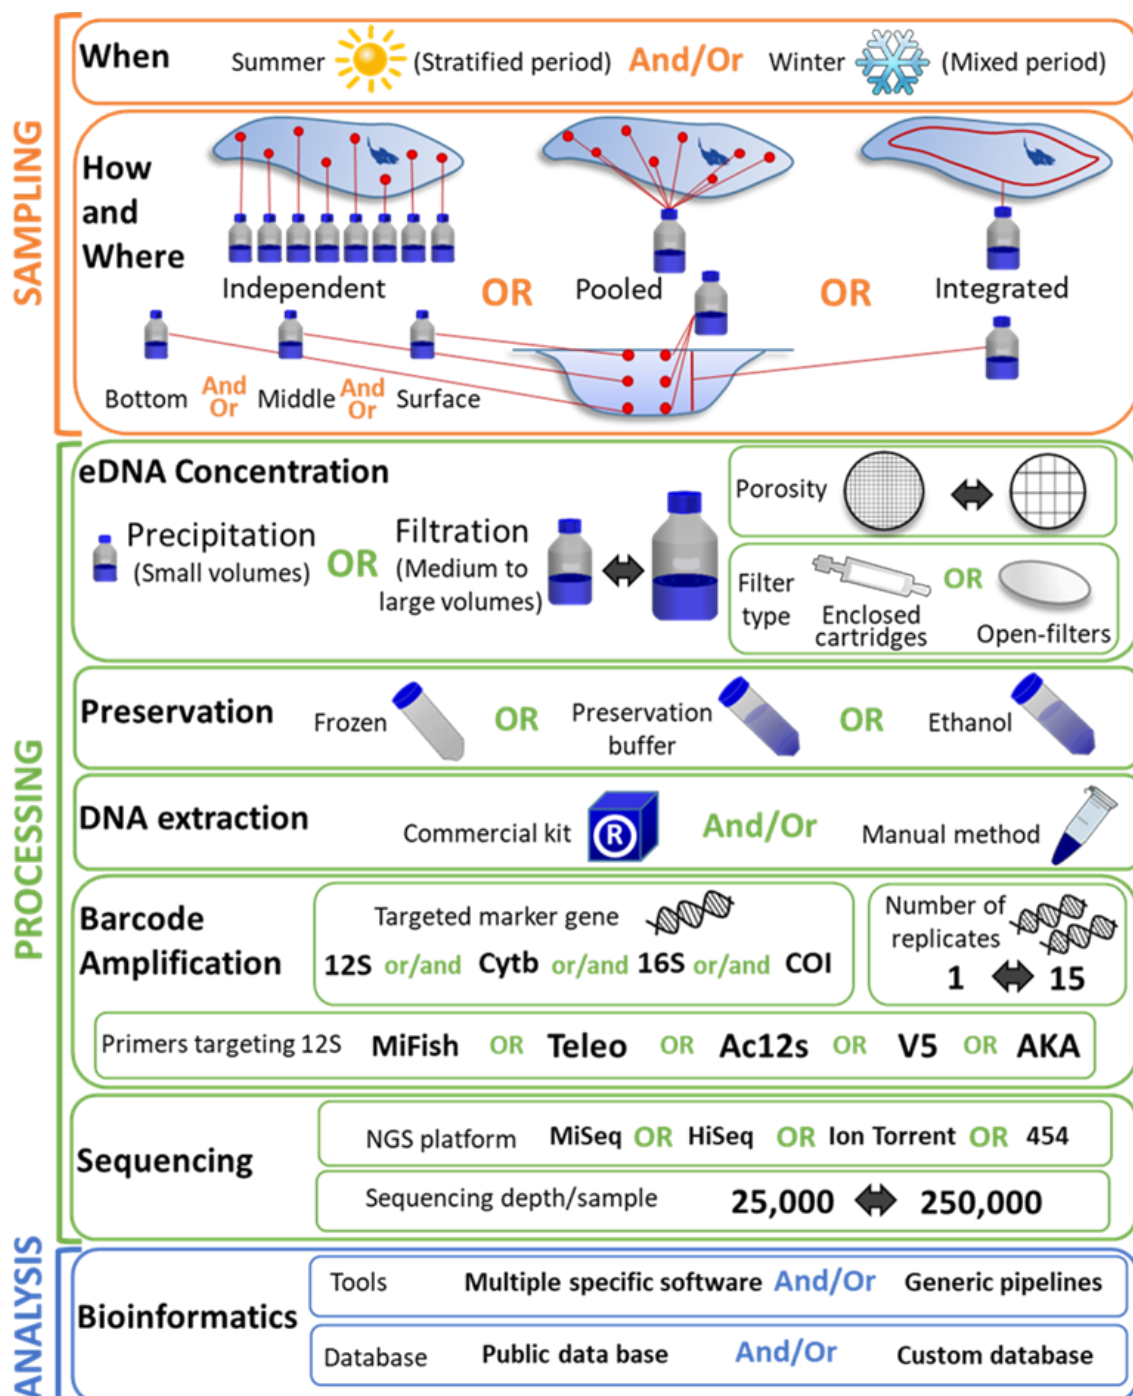 SAMPLING
When
Summer (Stratified period) And/Or Winter (Mixed period)
How
and
Where
Independent OR Pooled OR Integrated
Bottom And Or Middle And Or Surface
PROCESSING
eDNA Concentration
Precipitation
(Small volumes)
OR
Filtration
(Medium to
large volumes)
Porosity
Filter
type
Enclosed
cartridges
OR
Open-filters
Preservation
Frozen OR Preservation
buffer
OR Ethanol
DNA extraction
Commercial kit R And/Or Manual method
Barcode
Amplification
Targeted marker gene
12S or/and Cytb or/and 16S or/and COI
Number of
replicates
1 15
Primers targeting 12S MiFish OR Teleo OR Ac12s OR V5 OR AKA
Sequencing
NGS platform MiSeq OR HiSeq OR Ion Torrent OR 454
Sequencing depth/sample 25,000 250,000
ANALYSIS
Bioinformatics
Tools Multiple specific software And/Or Generic pipelines
Database Public data base And/Or Custom database